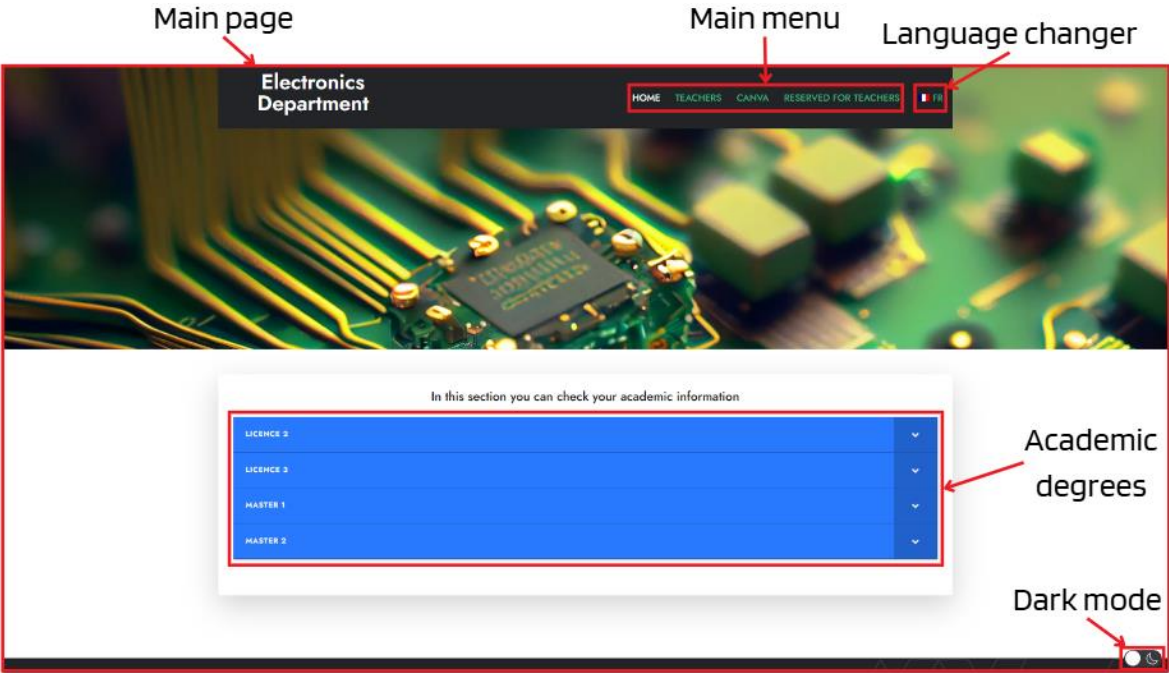 Main page
Main menu
Language changer
Electronics
Department
HOME TEACHERS CANVA RESERVED FOR TEACHERS FR
In this section you can check your academic information
LICENCE 2
LICENCE 3
MASTER 1
MASTER 2
Academic
degrees
Dark mode